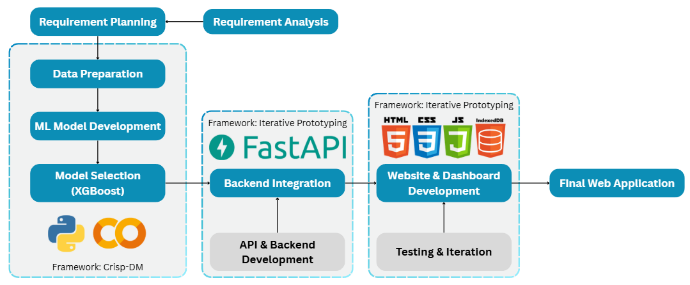 Requirement Planning
Requirement Analysis
Data Preparation
ML Model Development
Model Selection
(XGBoost)
Framework: Crisp-DM
Framework: Iterative Prototyping
FastAPI
Backend Integration
API & Backend
Development
Framework: Iterative Prototyping
HTML CSS JS IndexedDB
Website & Dashboard
Development
Testing & Iteration
Final Web Application